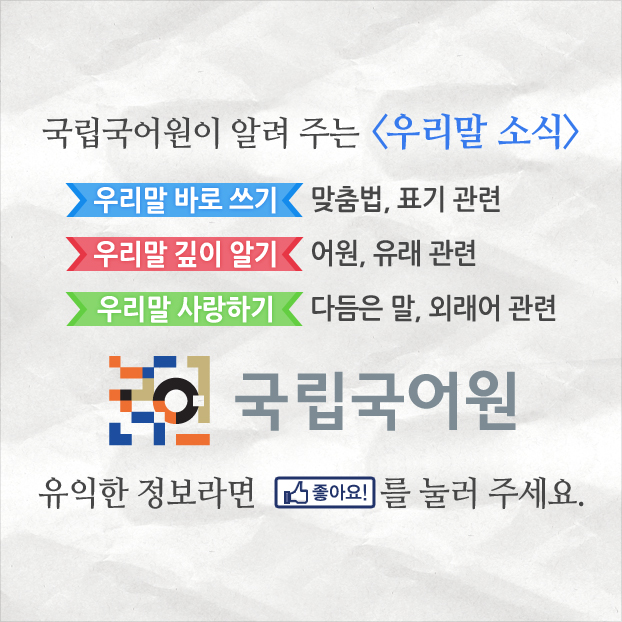 국립국어원이 알려 주는 〈우리말 소식〉
우리말 바로 쓰기 맞춤법, 표기 관련
우리말 깊이 알기 어원, 유래 관련
우리말 사랑하기 다듬은 말, 외래어 관련
국립국어원
유익한 정보라면 좋아요! 를 눌러 주세요.